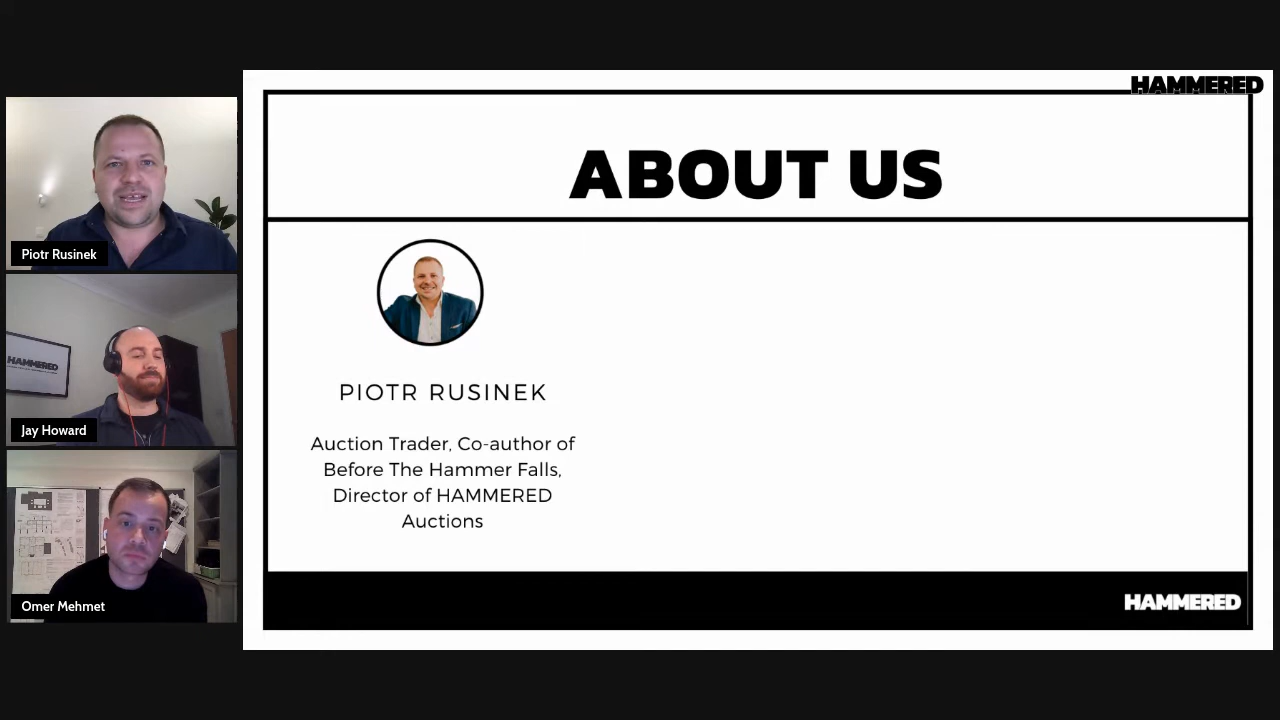 HAMMERED
ABOUT US
Piotr Rusinek
HAMMERED
Jay Howard
Omer Mehmet
PIOTR RUSINEK
Auction Trader, Co-author of
Before The Hammer Falls,
Director of HAMMERED
Auctions
HAMMERED